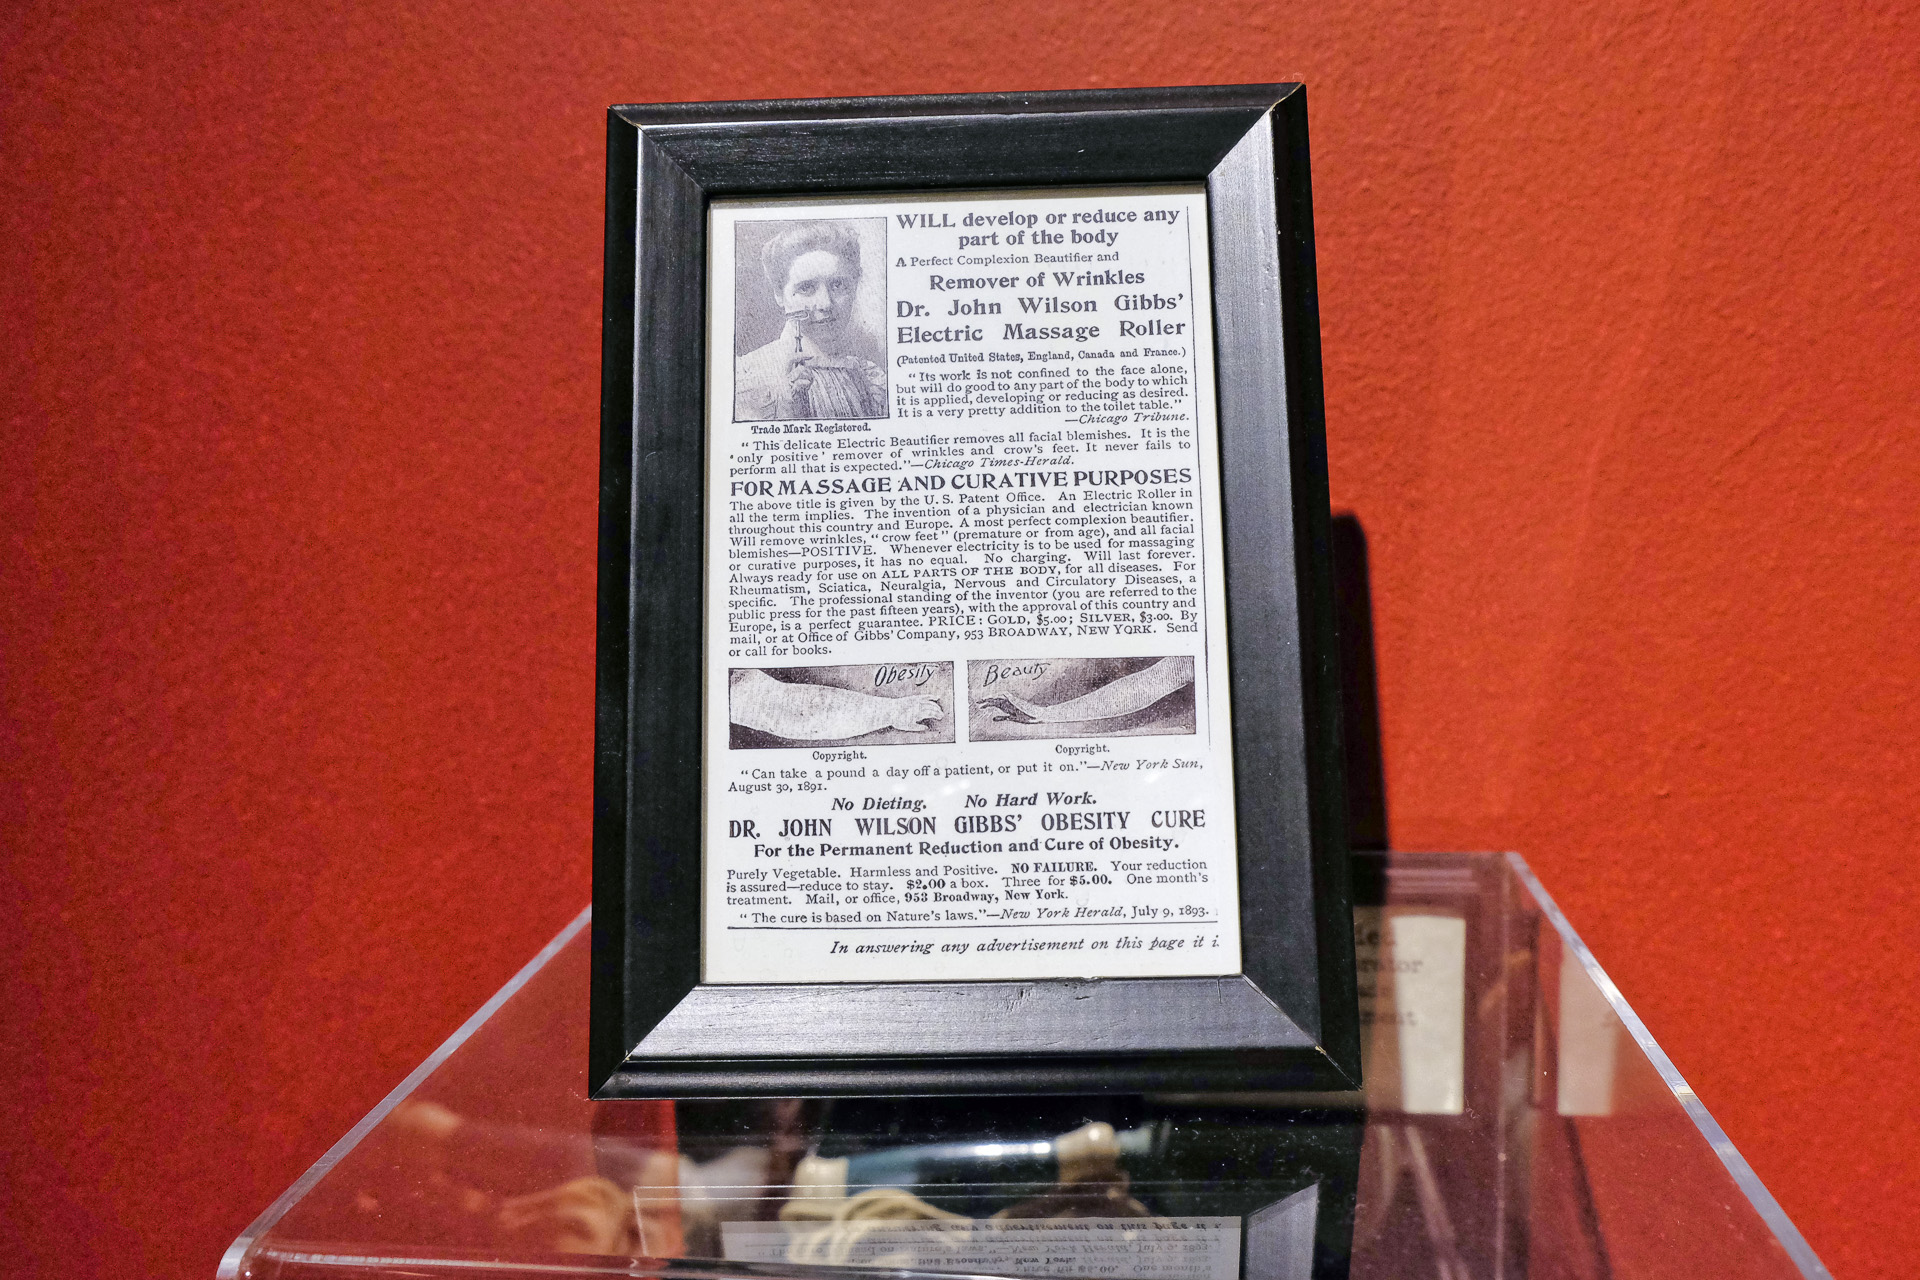 WILL develop or reduce any
part of the body
A Perfect Complexion Beautifier and
Remover of Wrinkles
Dr. John Wilson Gibbs'
Electric Massage Roller
(Patented United States, England, Canada and France.)
"Its work is not confined to the face alone,
but will do good to any part of the body to which
it is applied, developing or reducing as desired.
It is a very pretty addition to the toilet table."
—Chicago Tribune.
Trade Mark Registered.
"This delicate Electric Beautifier removes all facial blemishes. It is the
'only positive' remover of wrinkles and crow's feet. It never fails to
perform all that is expected."—Chicago Times-Herald.
FOR MASSAGE AND CURATIVE PURPOSES
The above title is given by the U. S. Patent Office. An Electric Roller in
all the term implies. The invention of a physician and electrician known
throughout this country and Europe. A most perfect complexion beautifier.
Will remove wrinkles, "crow feet" (premature or from age), and all facial
blemishes—POSITIVE. Whenever electricity is to be used for massaging
or curative purposes, it has no equal. No charging. Will last forever.
Always ready for use on ALL PARTS OF THE BODY, for all diseases. For
Rheumatism, Sciatica, Neuralgia, Nervous and Circulatory Diseases, a
specific. The professional standing of the inventor (you are referred to the
public press for the past fifteen years), with the approval of this country and
Europe, is a perfect guarantee. PRICE: GOLD, $5.00; SILVER, $3.00. By
mail, or at Office of Gibbs' Company, 953 BROADWAY, NEW YORK. Send
or call for books.
Obesity
Beauty
Copyright.
Copyright.
"Can take a pound a day off a patient, or put it on."—New York Sun,
August 30, 1891.
No Dieting. No Hard Work.
DR. JOHN WILSON GIBBS' OBESITY CURE
For the Permanent Reduction and Cure of Obesity.
Purely Vegetable. Harmless and Positive. NO FAILURE. Your reduction
is assured—reduce to stay. $2.00 a box. Three for $5.00. One month's
treatment. Mail, or office, 953 Broadway, New York.
"The cure is based on Nature's laws."—New York Herald, July 9, 1893.
In answering any advertisement on this page it i